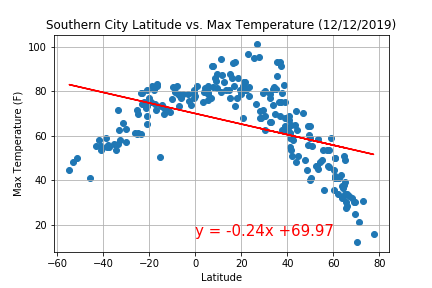 Southern City Latitude vs. Max Temperature (12/12/2019)
100
80
60
40
20
Max Temperature (F)
y = -0.24x +69.97
−60 −40 −20 0 20 40 60 80
Latitude